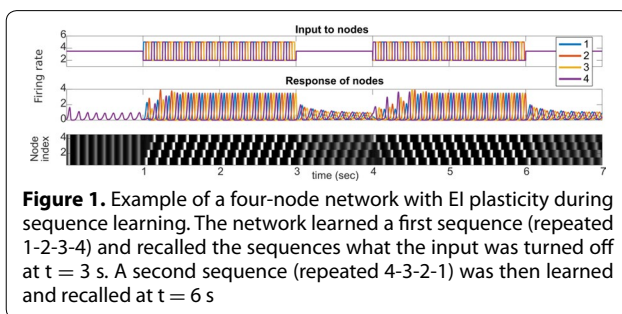 Input to nodes
6
4
2
1
2
3
4
Firing rate
Response of nodes
4
2
0
Node
index
4
2
1 2 3 4 5 6 7
time (sec)
Figure 1. Example of a four-node network with EI plasticity during
sequence learning. The network learned a first sequence (repeated
1-2-3-4) and recalled the sequences what the input was turned off
at t = 3 s. A second sequence (repeated 4-3-2-1) was then learned
and recalled at t = 6 s